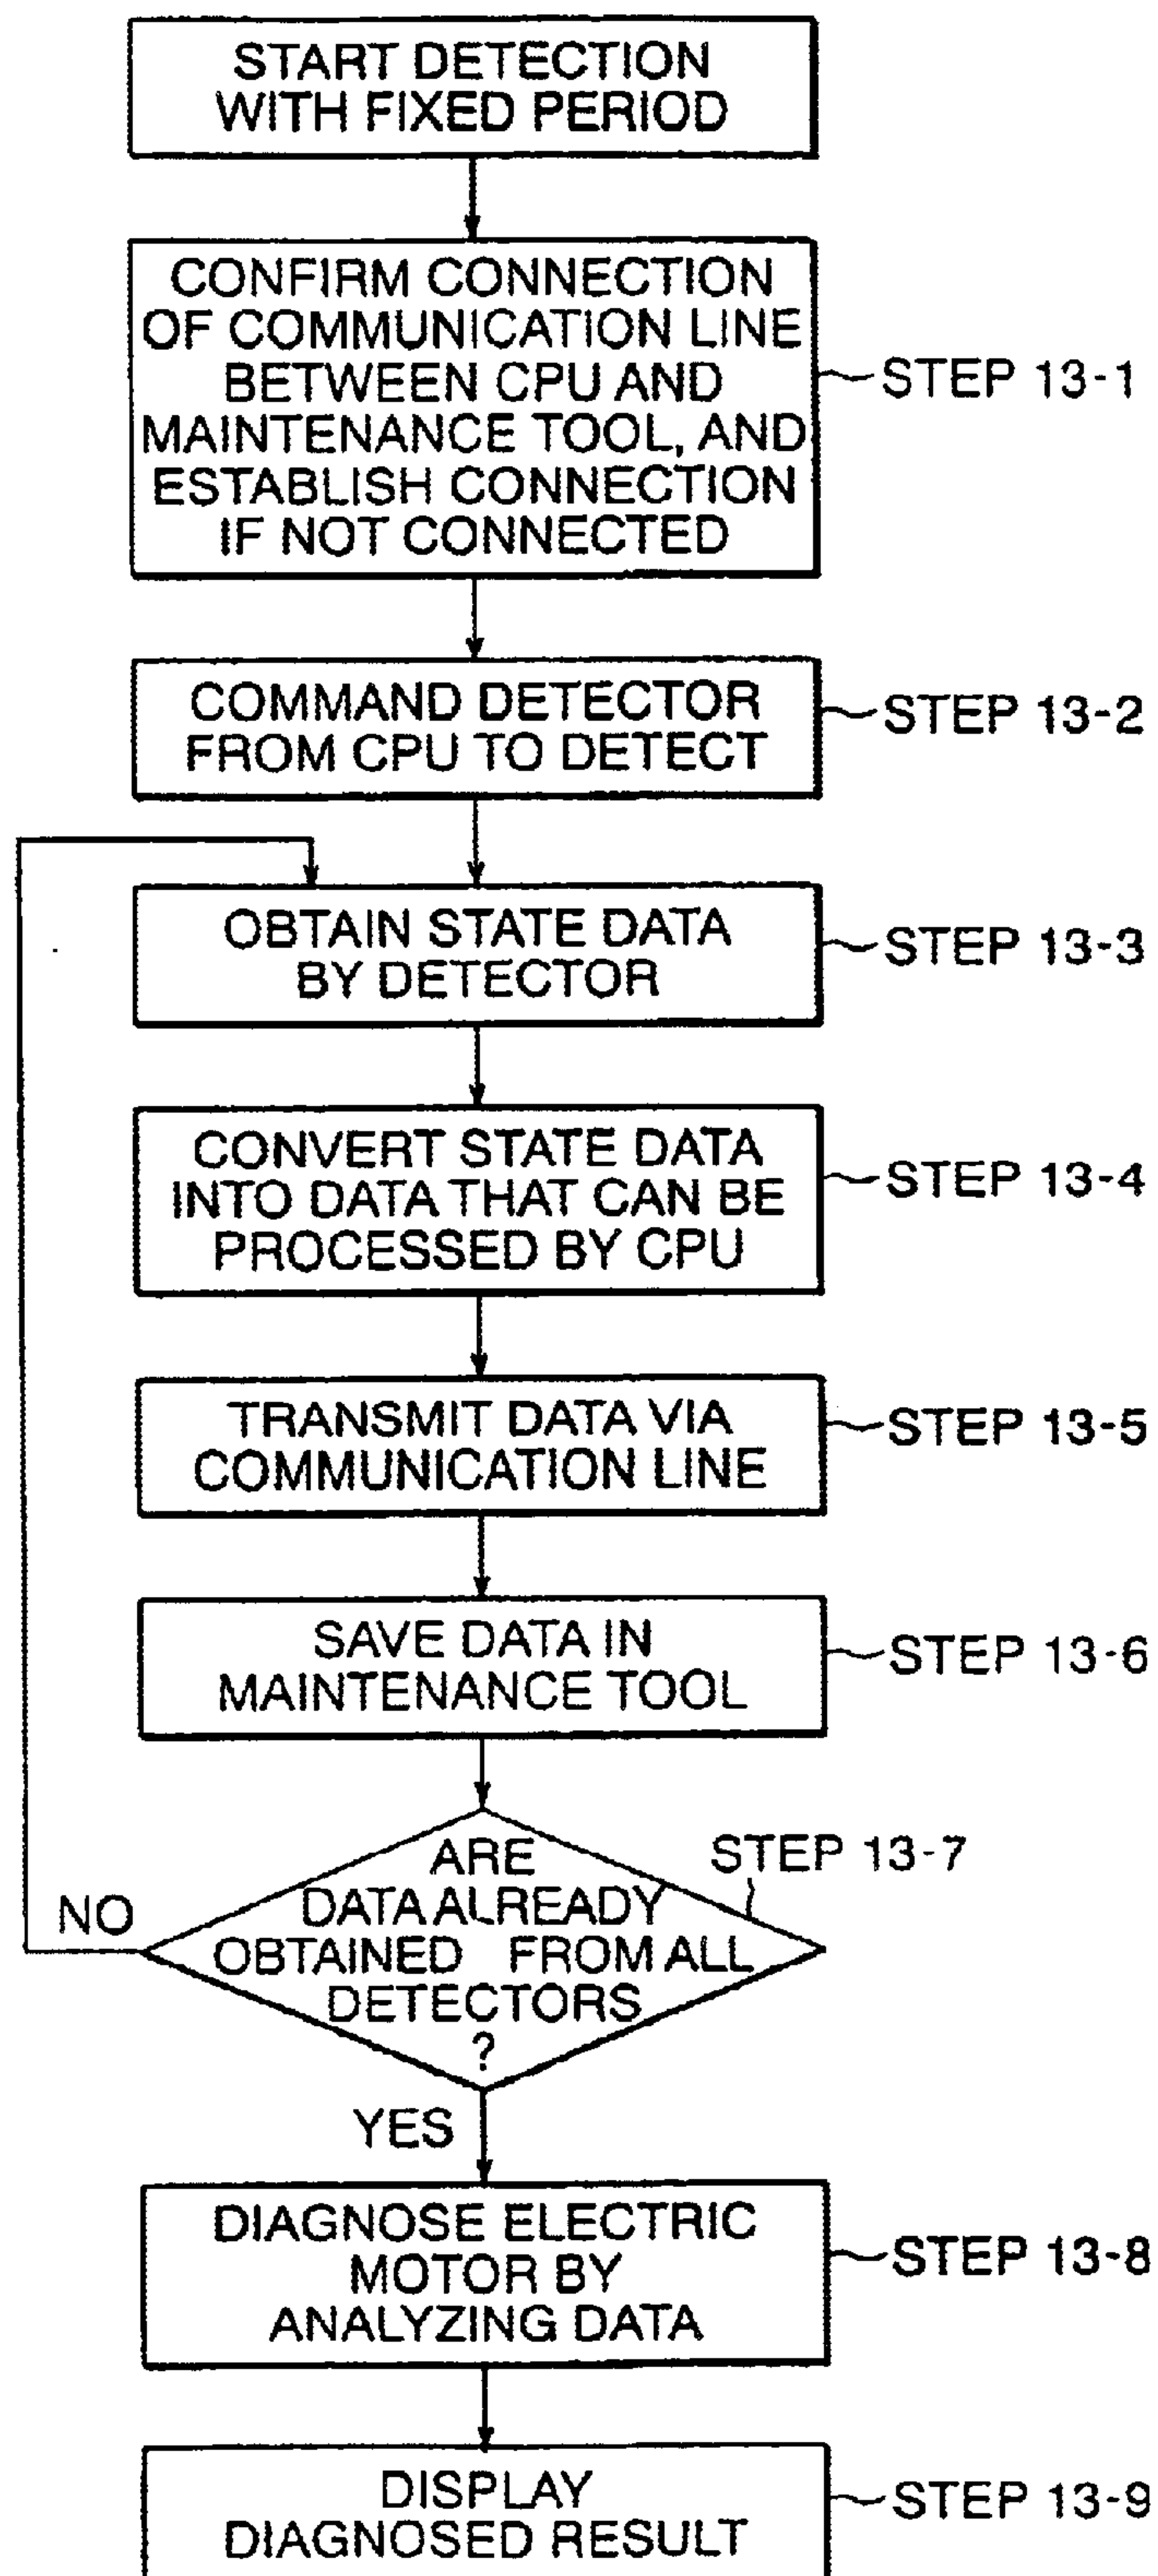 START DETECTION
WITH FIXED PERIOD
CONFIRM CONNECTION
OF COMMUNICATION LINE
BETWEEN CPU AND
MAINTENANCE TOOL, AND
ESTABLISH CONNECTION
IF NOT CONNECTED
STEP 13-1
COMMAND DETECTOR
FROM CPU TO DETECT
STEP 13-2
OBTAIN STATE DATA
BY DETECTOR
STEP 13-3
CONVERT STATE DATA
INTO DATA THAT CAN BE
PROCESSED BY CPU
STEP 13-4
TRANSMIT DATA VIA
COMMUNICATION LINE
STEP 13-5
SAVE DATA IN
MAINTENANCE TOOL
STEP 13-6
ARE
DATA ALREADY
OBTAINED FROM ALL
DETECTORS
?
STEP 13-7
NO
YES
DIAGNOSE ELECTRIC
MOTOR BY
ANALYZING DATA
STEP 13-8
DISPLAY
DIAGNOSED RESULT
STEP 13-9